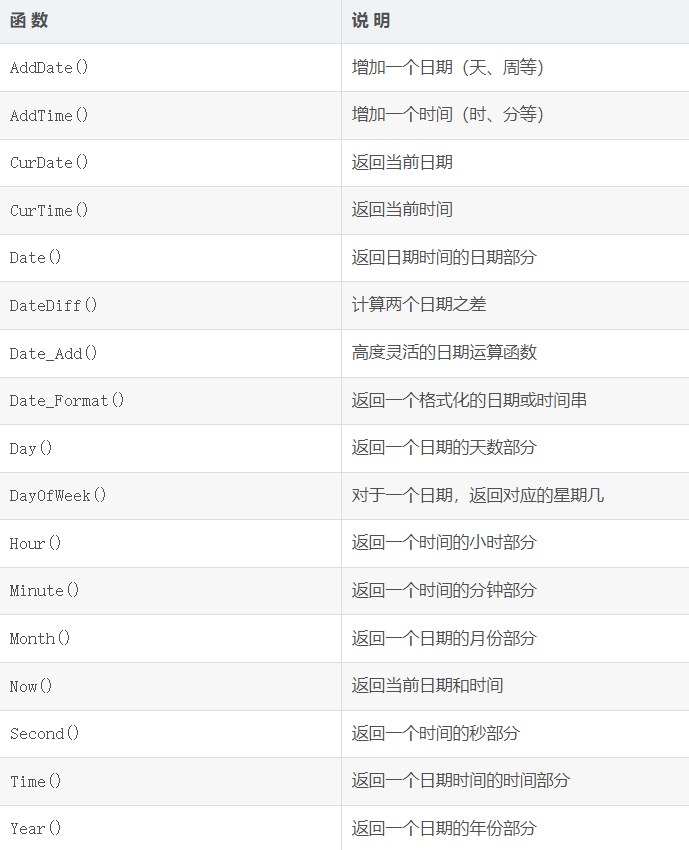 函 数 说 明
AddDate() 增加一个日期（天、周等）
AddTime() 增加一个时间（时、分等）
CurDate() 返回当前日期
CurTime() 返回当前时间
Date() 返回日期时间的日期部分
DateDiff() 计算两个日期之差
Date_Add() 高度灵活的日期运算函数
Date_Format() 返回一个格式化的日期或时间串
Day() 返回一个日期的天数部分
DayOfWeek() 对于一个日期，返回对应的星期几
Hour() 返回一个时间的小时部分
Minute() 返回一个时间的分钟部分
Month() 返回一个日期的月份部分
Now() 返回当前日期和时间
Second() 返回一个时间的秒部分
Time() 返回一个日期时间的时间部分
Year() 返回一个日期的年份部分